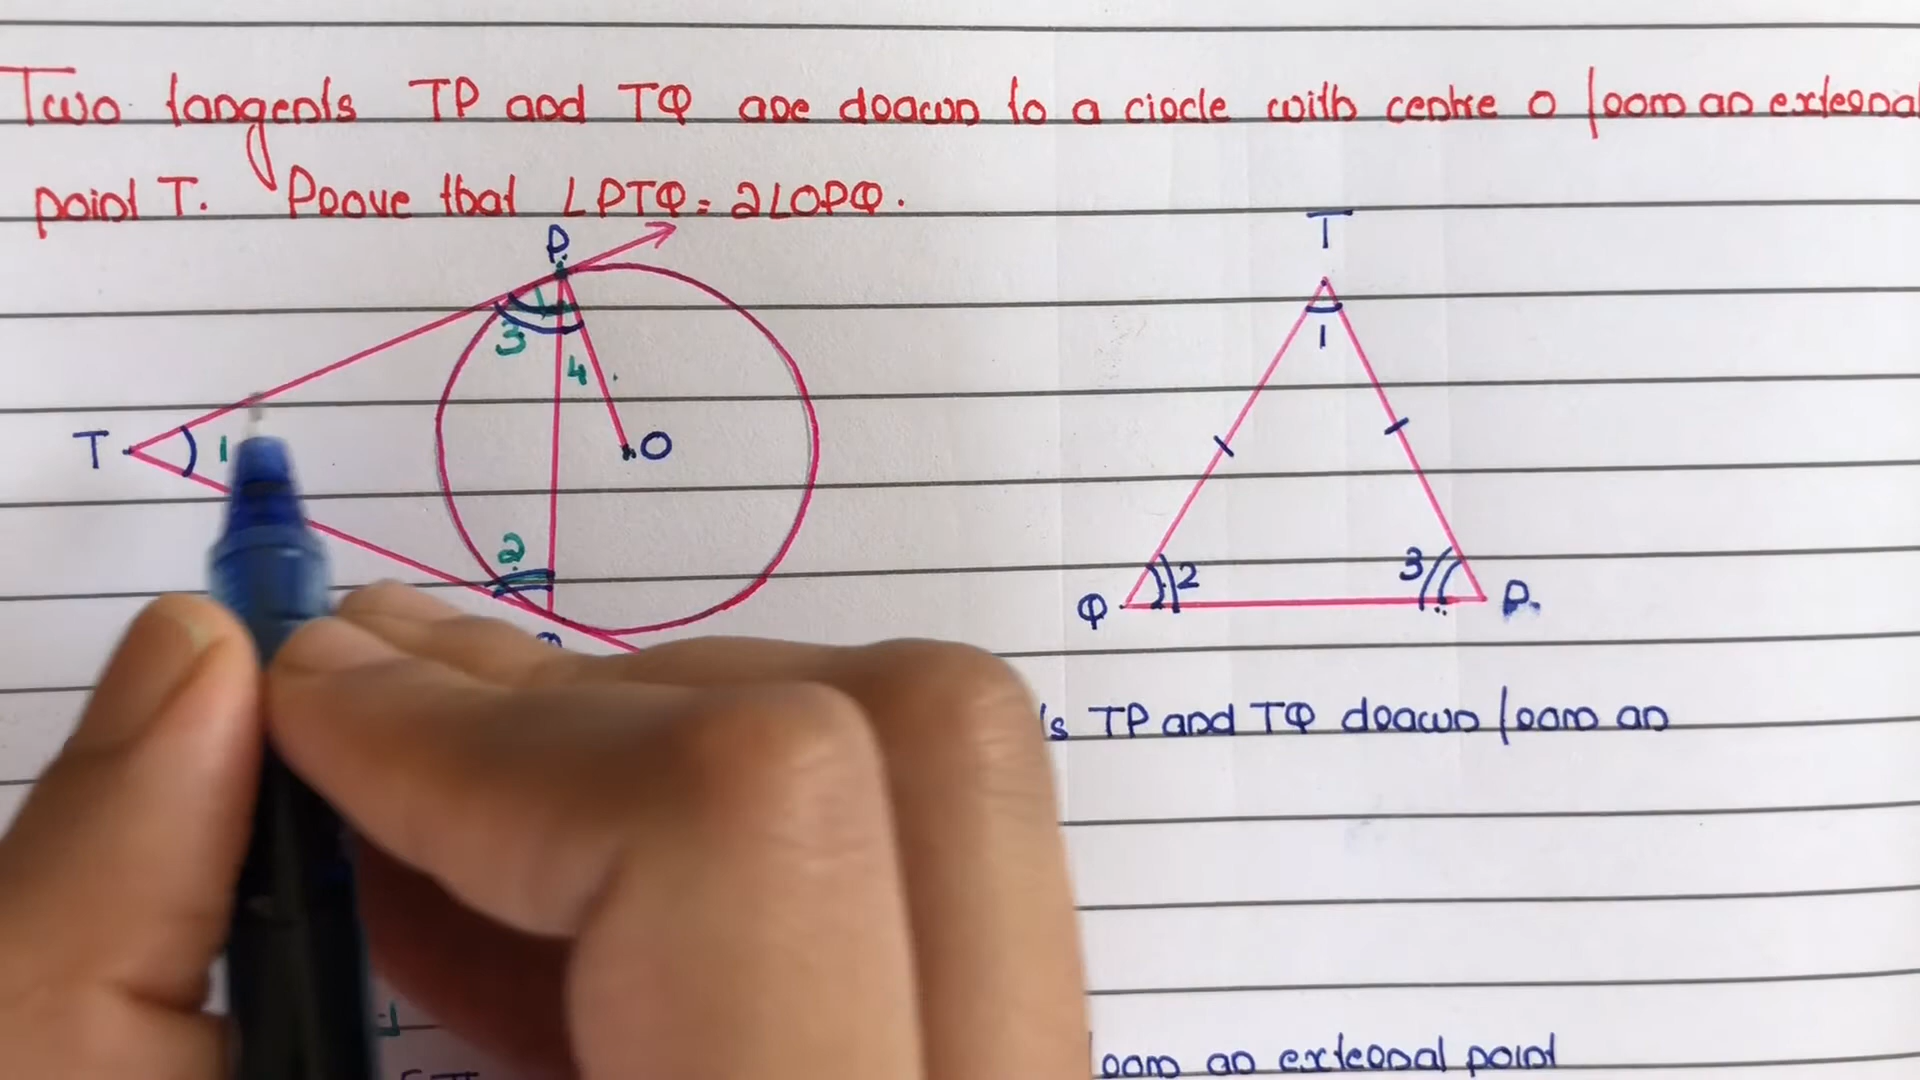 Two tangents TP and TQ are drawn to a circle with centre O from an external
point T. Prove that ∠PTQ = 2∠OPQ.
P
T
3
4
T 1
O
1
2
2
3
Q
P
s TP and TQ drawn from an
from an external point